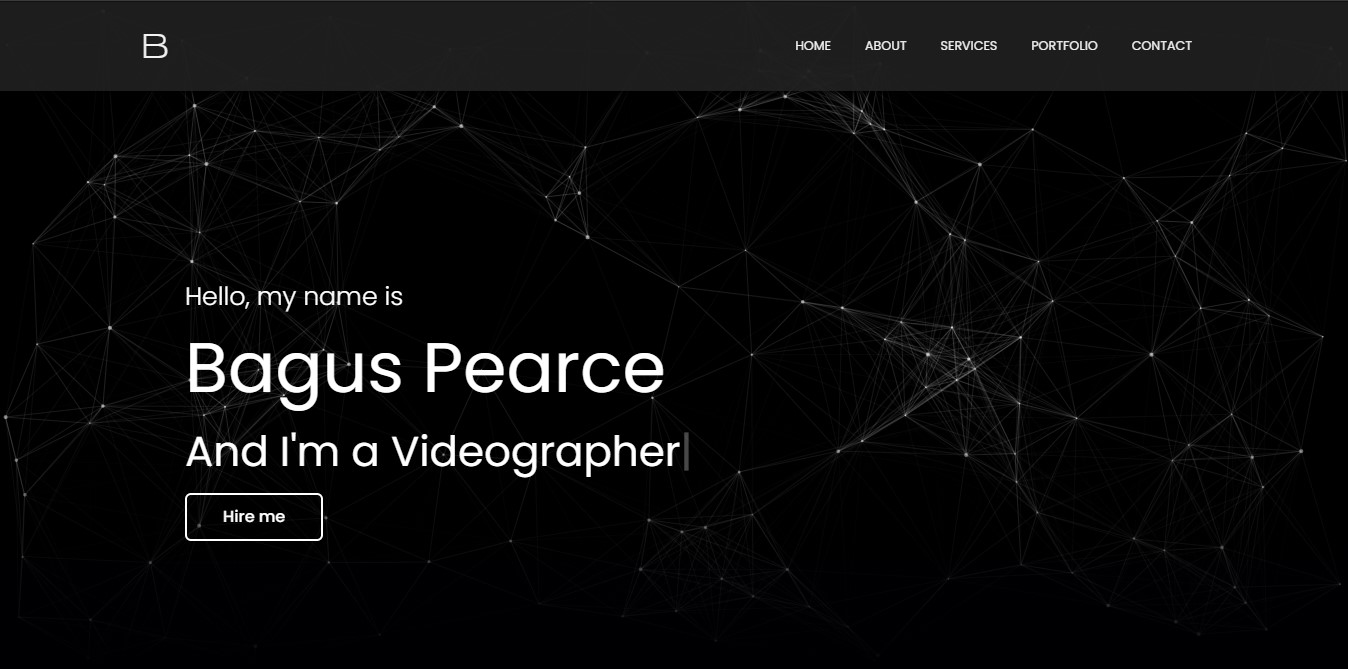 B
HOME ABOUT SERVICES PORTFOLIO CONTACT
Hello, my name is
Bagus Pearce
And I'm a Videographer|
Hire me